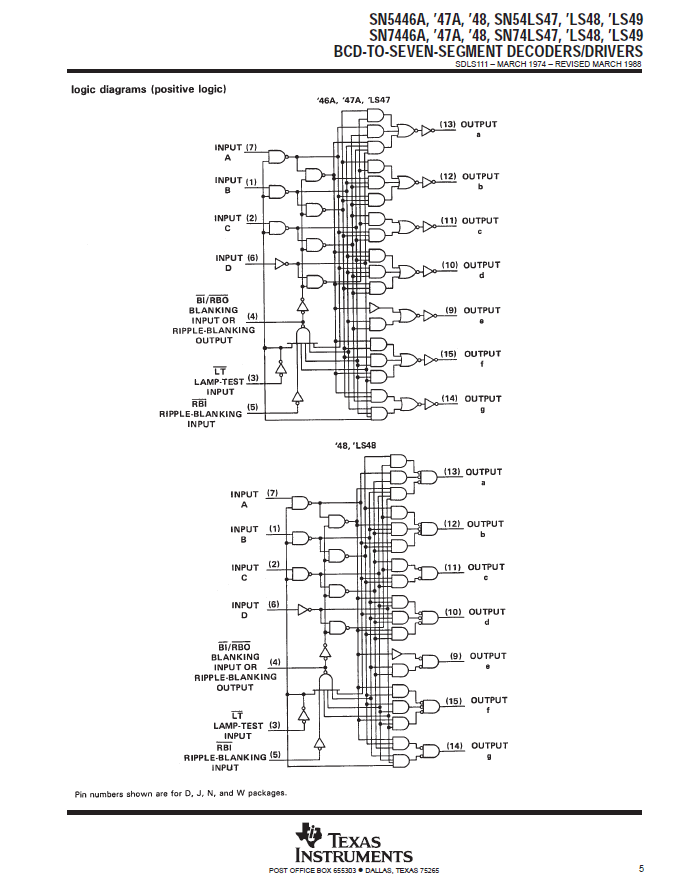 SN5446A, '47A, '48, SN54LS47, 'LS48, 'LS49
SN7446A, '47A, '48, SN74LS47, 'LS48, 'LS49
BCD-TO-SEVEN-SEGMENT DECODERS/DRIVERS
SDLS111 – MARCH 1974 – REVISED MARCH 1988
logic diagrams (positive logic)
'46A, '47A, 'LS47
(13) OUTPUT
a
INPUT (7)
A
(12) OUTPUT
b
INPUT (1)
B
(11) OUTPUT
c
INPUT (2)
C
(10) OUTPUT
d
INPUT (6)
D
BI/RBO
BLANKING
INPUT OR (4)
RIPPLE-BLANKING
OUTPUT
(9) OUTPUT
e
(15) OUTPUT
f
LT
LAMP-TEST (3)
INPUT
(14) OUTPUT
g
RBI
RIPPLE-BLANKING (5)
INPUT
'48, 'LS48
(13) OUTPUT
a
INPUT (7)
A
(12) OUTPUT
b
INPUT (1)
B
(11) OUTPUT
c
INPUT (2)
C
(10) OUTPUT
d
INPUT (6)
D
BI/RBO
BLANKING
INPUT OR (4)
RIPPLE-BLANKING
OUTPUT
(9) OUTPUT
e
(15) OUTPUT
f
LT
LAMP-TEST (3)
INPUT
(14) OUTPUT
g
RBI
RIPPLE-BLANKING (5)
INPUT
Pin numbers shown are for D, J, N, and W packages.
TEXAS
INSTRUMENTS
POST OFFICE BOX 655303 • DALLAS, TEXAS 75265
5